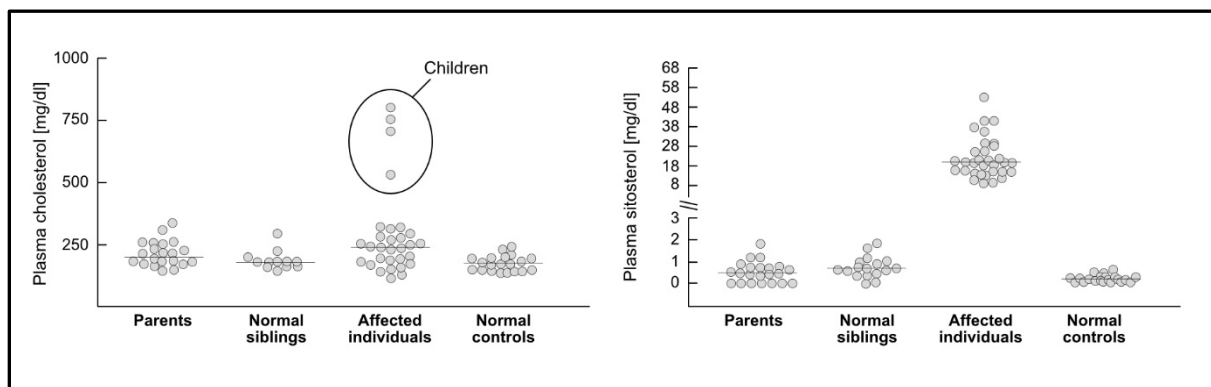 Plasma cholesterol [mg/dl]
1000
750
500
250
Children
Parents
Normal
siblings
Affected
individuals
Normal
controls
Plasma sitosterol [mg/dl]
68
58
48
38
28
18
8
3
2
1
0
Parents
Normal
siblings
Affected
individuals
Normal
controls